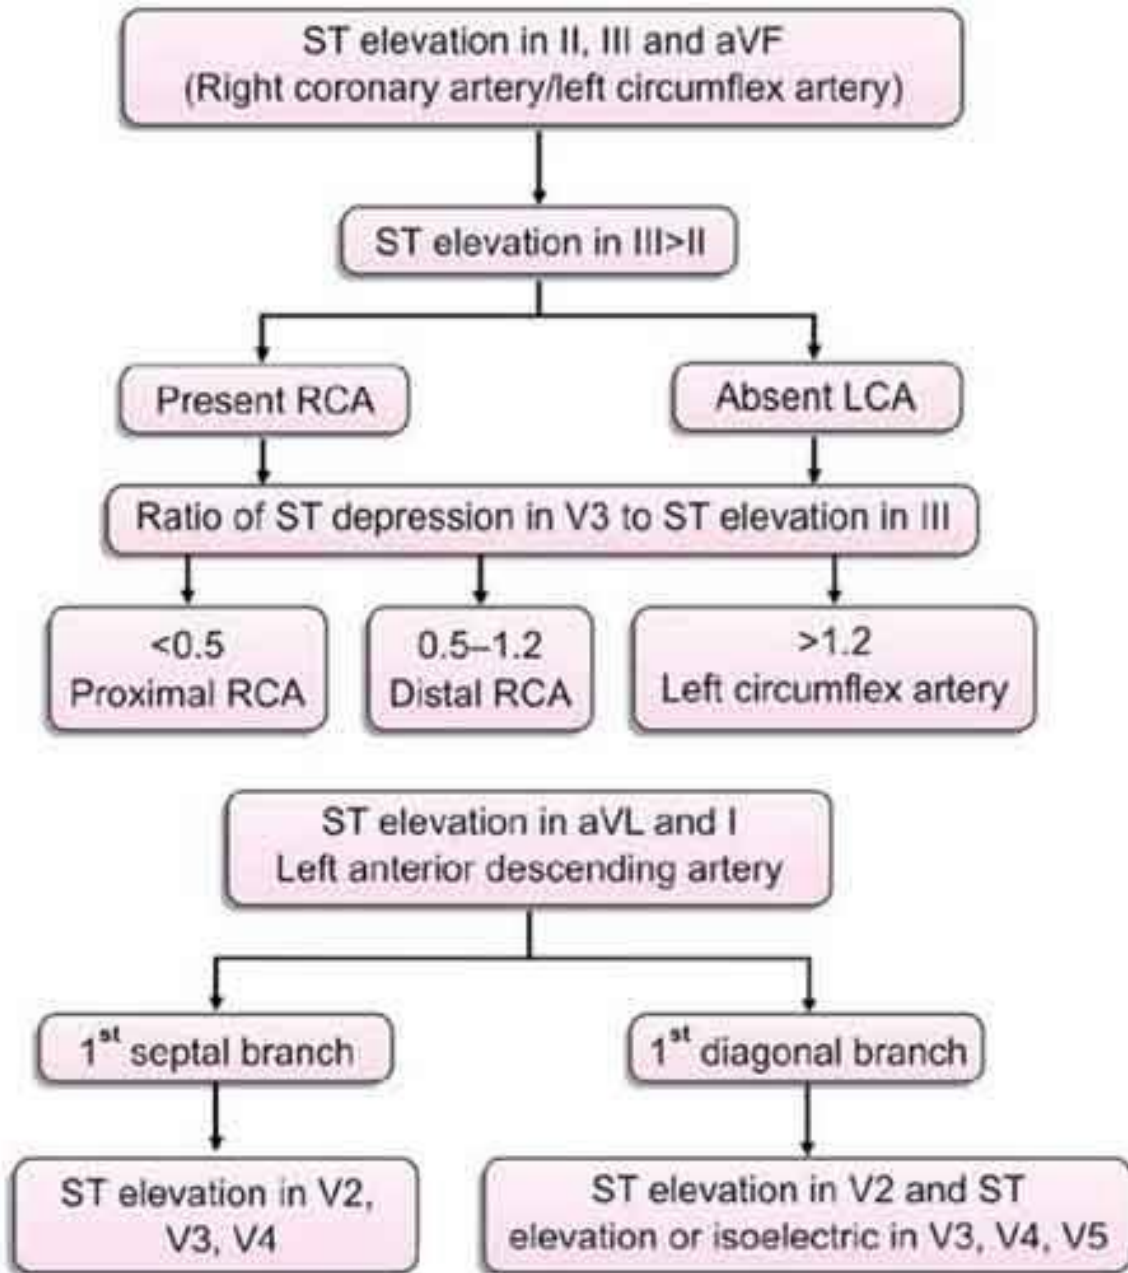 ST elevation in II, III and aVF
(Right coronary artery/left circumflex artery)
ST elevation in III>II
Present RCA
Absent LCA
Ratio of ST depression in V3 to ST elevation in III
<0.5
Proximal RCA
0.5–1.2
Distal RCA
>1.2
Left circumflex artery
ST elevation in aVL and I
Left anterior descending artery
1st septal branch
1st diagonal branch
ST elevation in V2,
V3, V4
ST elevation in V2 and ST
elevation or isoelectric in V3, V4, V5